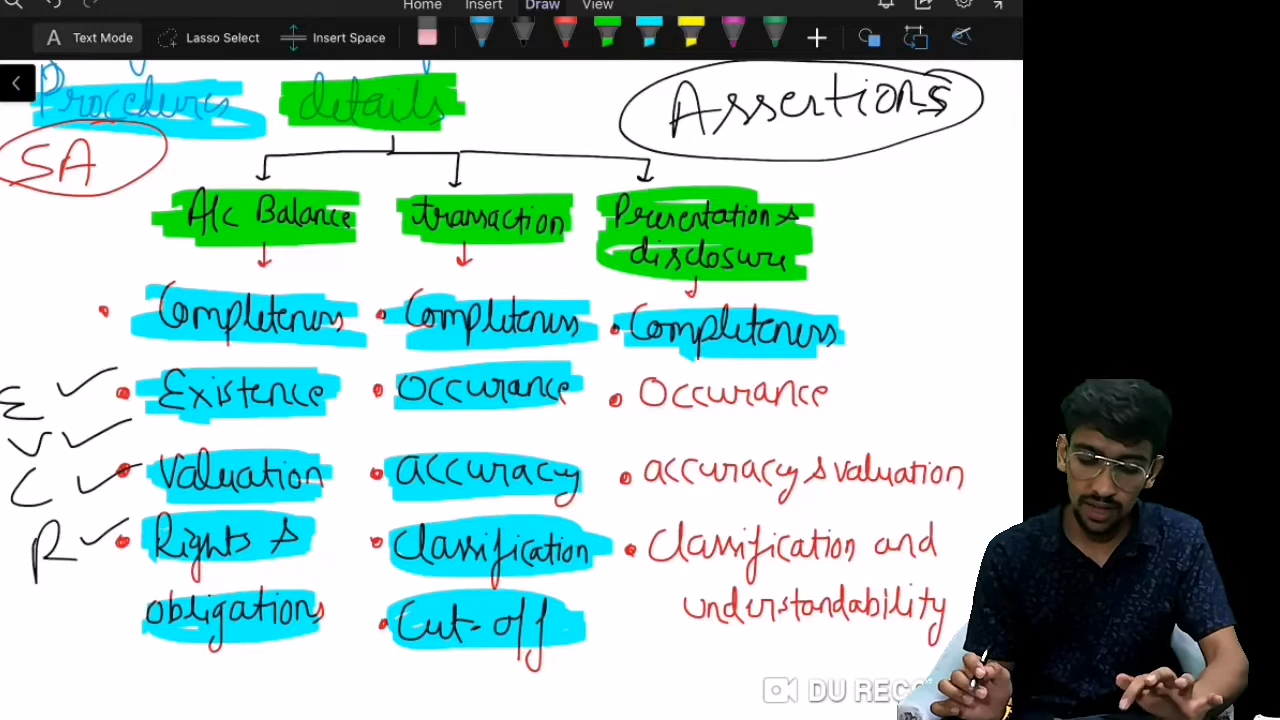 Home Insert Draw View
Text Mode Lasso Select Insert Space
Procedures details Assertions
SA
A/c Balance transaction Presentation &
disclosure
• Completeness • Completeness • Completeness
E • Existence • Occurance • Occurance
V
C • Valuation • accuracy • accuracy & valuation
R • Rights & • Classification • Classification and
obligations • Cut-off understandability
DU REC